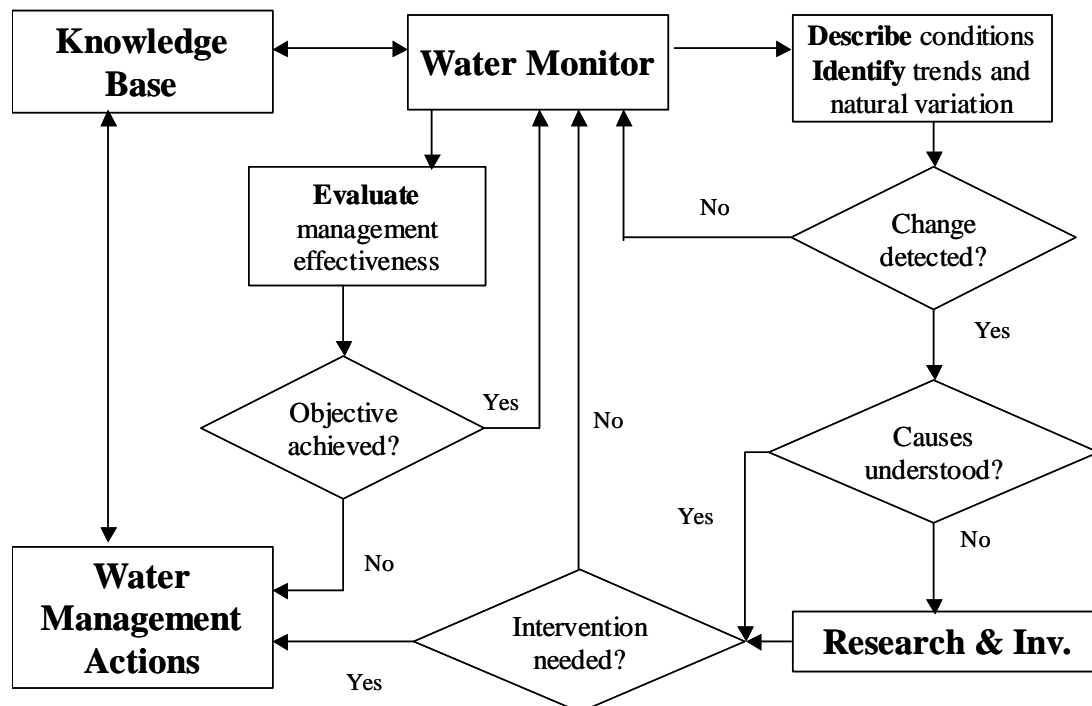 Knowledge
Base
Water Monitor
Describe conditions
Identify trends and
natural variation
Evaluate
management
effectiveness
No
Change
detected?
Yes
Objective
achieved?
Yes
No
Causes
understood?
Yes
No
No
Water
Management
Actions
Intervention
needed?
Research & Inv.
Yes